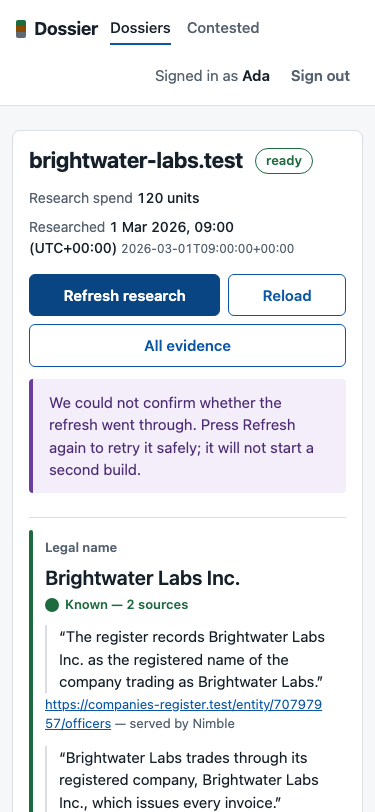 Dossier Dossiers Contested
Signed in as Ada Sign out
brightwater-labs.test ready
Research spend 120 units
Researched 1 Mar 2026, 09:00
(UTC+00:00) 2026-03-01T09:00:00+00:00
Refresh research Reload
All evidence
We could not confirm whether the
refresh went through. Press Refresh
again to retry it safely; it will not start a
second build.
Legal name
Brightwater Labs Inc.
Known — 2 sources
“The register records Brightwater Labs
Inc. as the registered name of the
company trading as Brightwater Labs.”
https://companies-register.test/entity/707979
57/officers — served by Nimble
“Brightwater Labs trades through its
registered company, Brightwater Labs
Inc., which issues every invoice.”